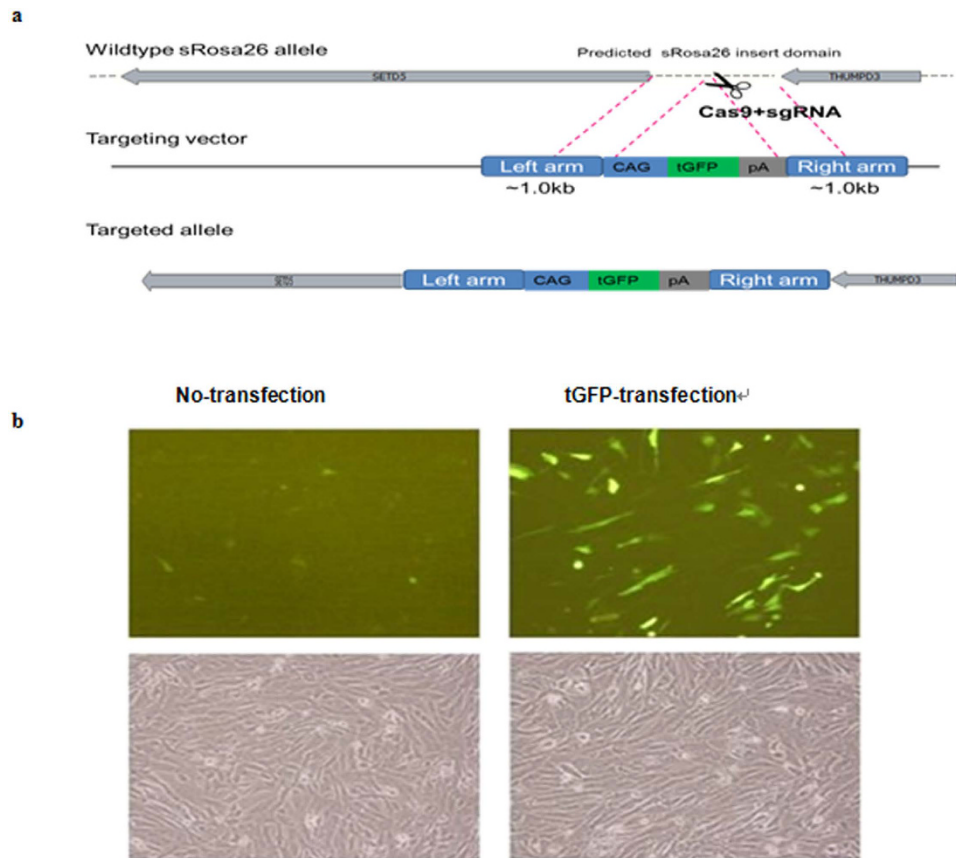 a
Wildtype sRosa26 allele
Predicted sRosa26 insert domain
SETD5
THUMPD3
Cas9+sgRNA
Targeting vector
Left arm CAG tGFP pA Right arm
~1.0kb ~1.0kb
Targeted allele
SETD5 Left arm CAG tGFP pA Right arm THUMPD3
No-transfection tGFP-transfection↵
b